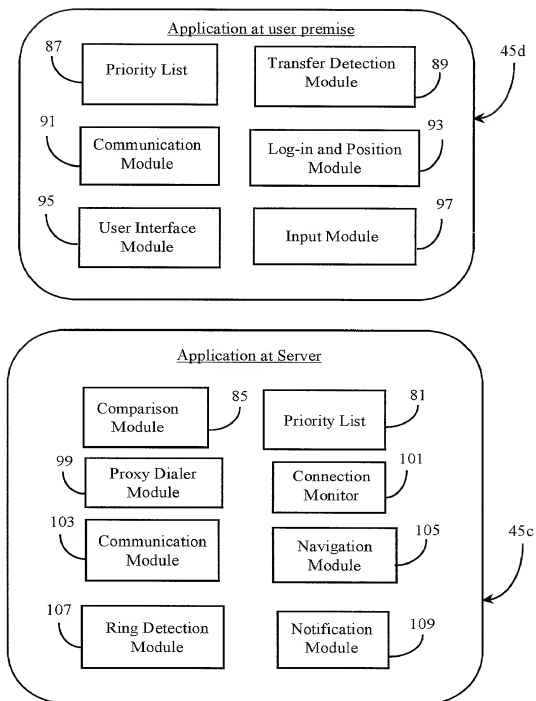 Application at user premise
87
Priority List
Transfer Detection
Module
89
45d
91
Communication
Module
Log-in and Position
Module
93
95
User Interface
Module
Input Module
97
Application at Server
Comparison
Module
85
Priority List
81
99
Proxy Dialer
Module
Connection
Monitor
101
103
Communication
Module
Navigation
Module
105
45c
107
Ring Detection
Module
Notification
Module
109